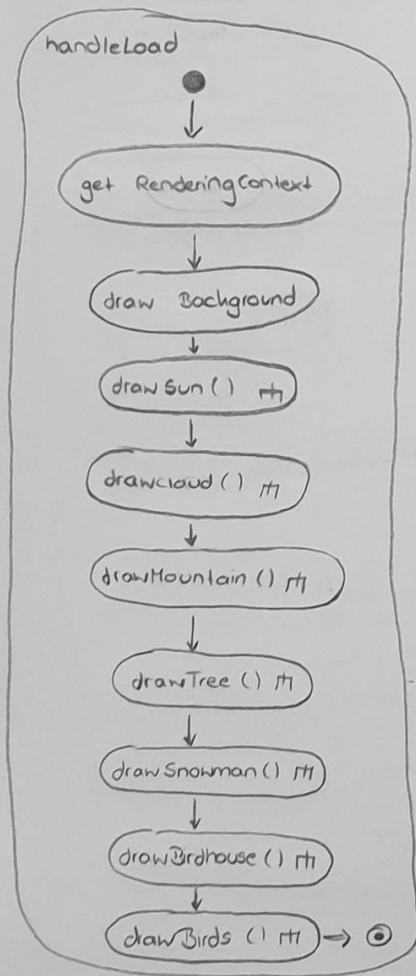 handleLoad
get RenderingContext
draw Background
drawSun()
drawcloud()
drawMountain()
drawTree()
drawSnowman()
drawBirdhouse()
drawBirds ()